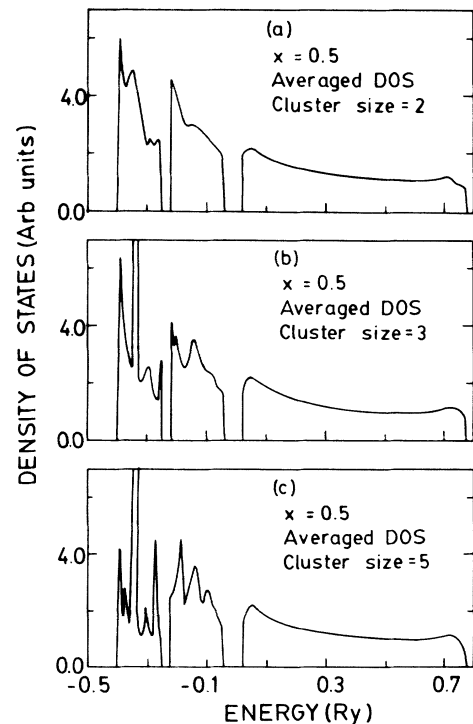 DENSITY OF STATES (Arb units)
(a)
x = 0.5
Averaged DOS
Cluster size = 2
4.0
0.0
(b)
x = 0.5
Averaged DOS
Cluster size = 3
4.0
0.0
(c)
x = 0.5
Averaged DOS
Cluster size = 5
4.0
0.0
-0.5 -0.1 0.3 0.7
ENERGY (Ry)